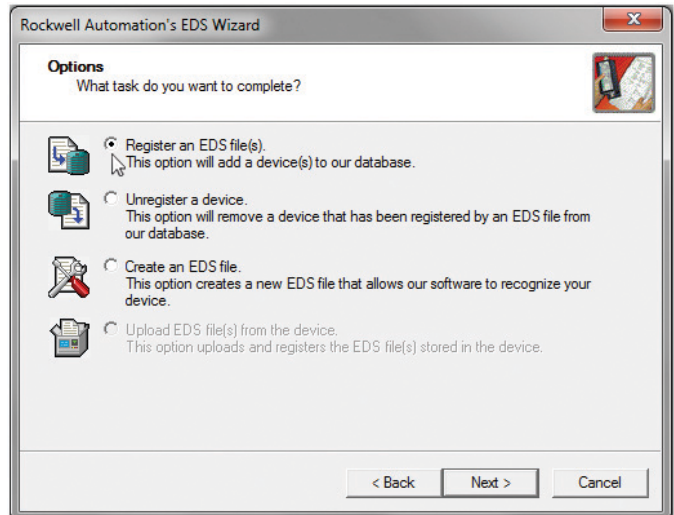 Rockwell Automation's EDS Wizard
Options
What task do you want to complete?
Register an EDS file(s).
This option will add a device(s) to our database.
Unregister a device.
This option will remove a device that has been registered by an EDS file from
our database.
Create an EDS file.
This option creates a new EDS file that allows our software to recognize your
device.
Upload EDS file(s) from the device.
This option uploads and registers the EDS file(s) stored in the device.
< Back
Next >
Cancel